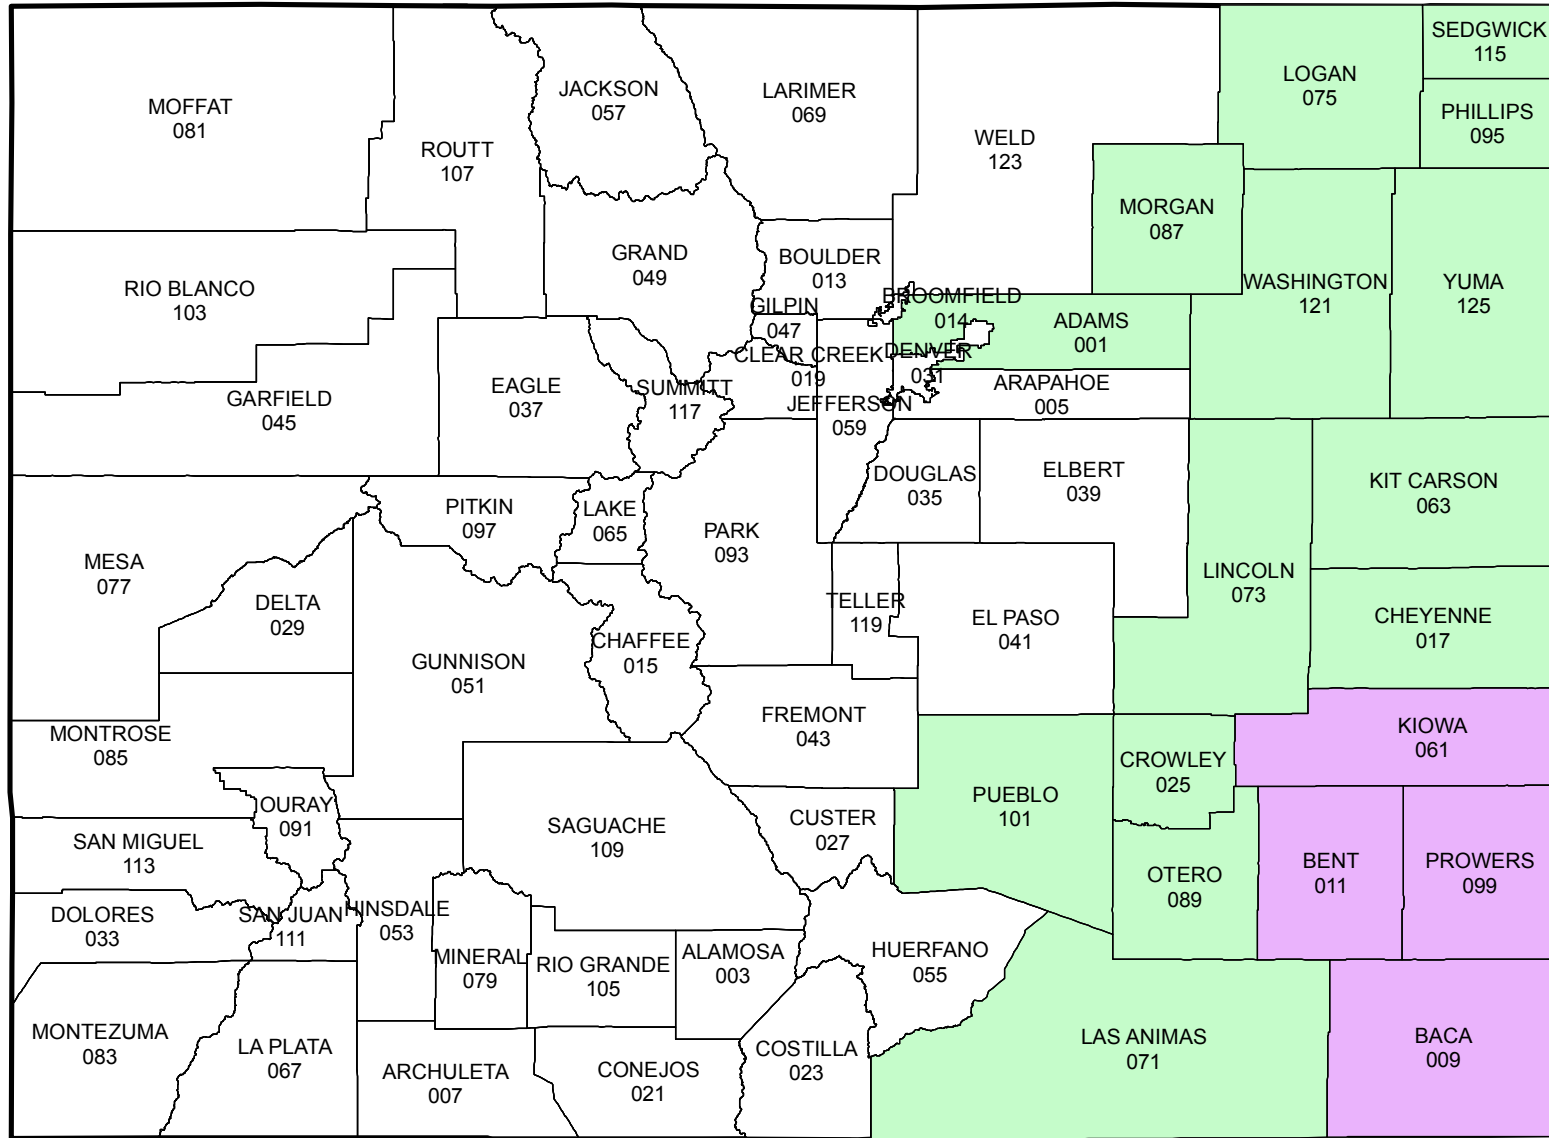 SEDGWICK
115
LOGAN
075
JACKSON
057
LARIMER
069
MOFFAT
081
PHILLIPS
095
WELD
123
ROUTT
107
MORGAN
087
GRAND
049
BOULDER
013
RIO BLANCO
103
WASHINGTON
121
YUMA
125
BROOMFIELD
014
GILPIN
047
ADAMS
001
CLEAR CREEK
019
DENVER
031
EAGLE
037
SUMMITT
117
ARAPAHOE
005
GARFIELD
045
JEFFERSON
059
DOUGLAS
035
ELBERT
039
KIT CARSON
063
PITKIN
097
LAKE
065
PARK
093
MESA
077
LINCOLN
073
DELTA
029
TELLER
119
EL PASO
041
CHEYENNE
017
CHAFFEE
015
GUNNISON
051
FREMONT
043
KIOWA
061
MONTROSE
085
CROWLEY
025
PUEBLO
101
OURAY
091
CUSTER
027
SAGUACHE
109
SAN MIGUEL
113
BENT
011
PROWERS
099
OTERO
089
DOLORES
033
SAN JUAN
111
HINSDALE
053
HUERFANO
055
MINERAL
079
RIO GRANDE
105
ALAMOSA
003
MONTEZUMA
083
LA PLATA
067
LAS ANIMAS
071
BACA
009
COSTILLA
023
ARCHULETA
007
CONEJOS
021